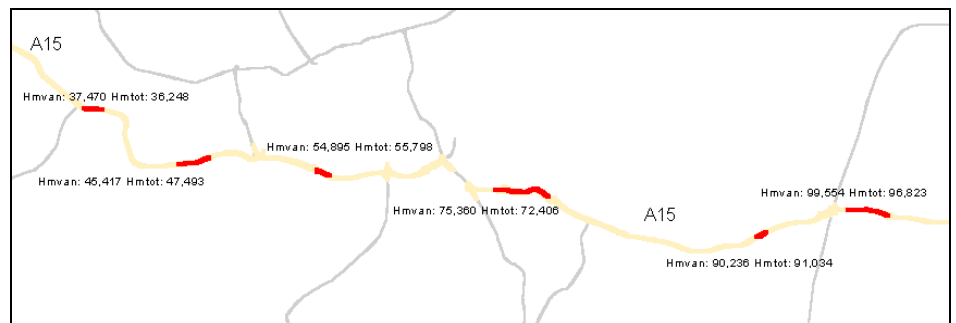 A15
Hmvan: 37,470 Hmtot: 36,248
Hmvan: 54,895 Hmtot: 55,798
Hmvan: 45,417 Hmtot: 47,493
Hmvan: 99,554 Hmtot: 96,823
Hmvan: 75,360 Hmtot: 72,406
A15
Hmvan: 90,236 Hmtot: 91,034